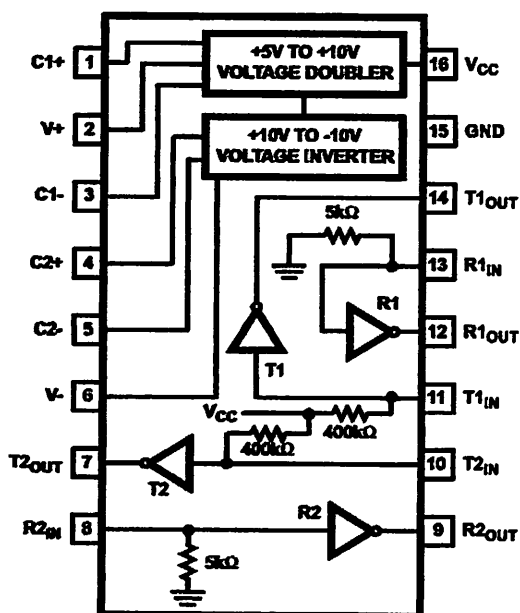 C1+ 1
V+ 2
C1- 3
C2+ 4
C2- 5
V- 6
T2OUT 7
R2IN 8
+5V TO +10V
VOLTAGE DOUBLER
+10V TO -10V
VOLTAGE INVERTER
16 VCC
15 GND
14 T1OUT
5kΩ
13 R1IN
R1
12 R1OUT
T1
11 T1IN
VCC
400kΩ
400kΩ
10 T2IN
T2
R2
9 R2OUT
5kΩ